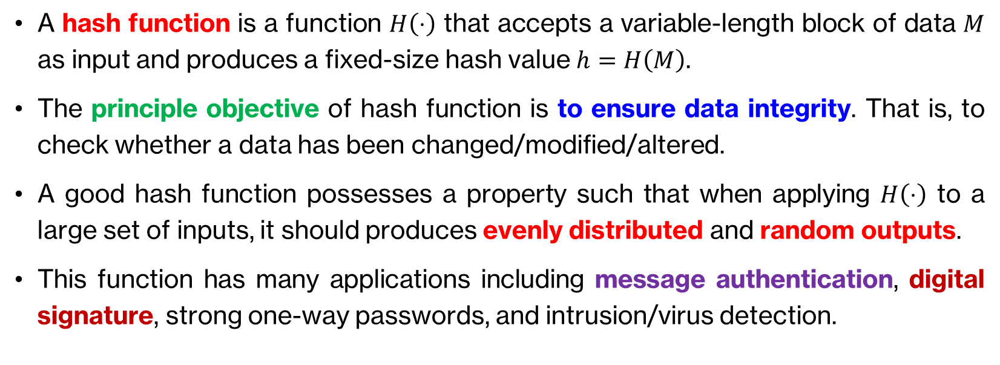 • A hash function is a function H(·) that accepts a variable-length block of data M
as input and produces a fixed-size hash value h = H(M).
• The principle objective of hash function is to ensure data integrity. That is, to
check whether a data has been changed/modified/altered.
• A good hash function possesses a property such that when applying H(·) to a
large set of inputs, it should produces evenly distributed and random outputs.
• This function has many applications including message authentication, digital
signature, strong one-way passwords, and intrusion/virus detection.